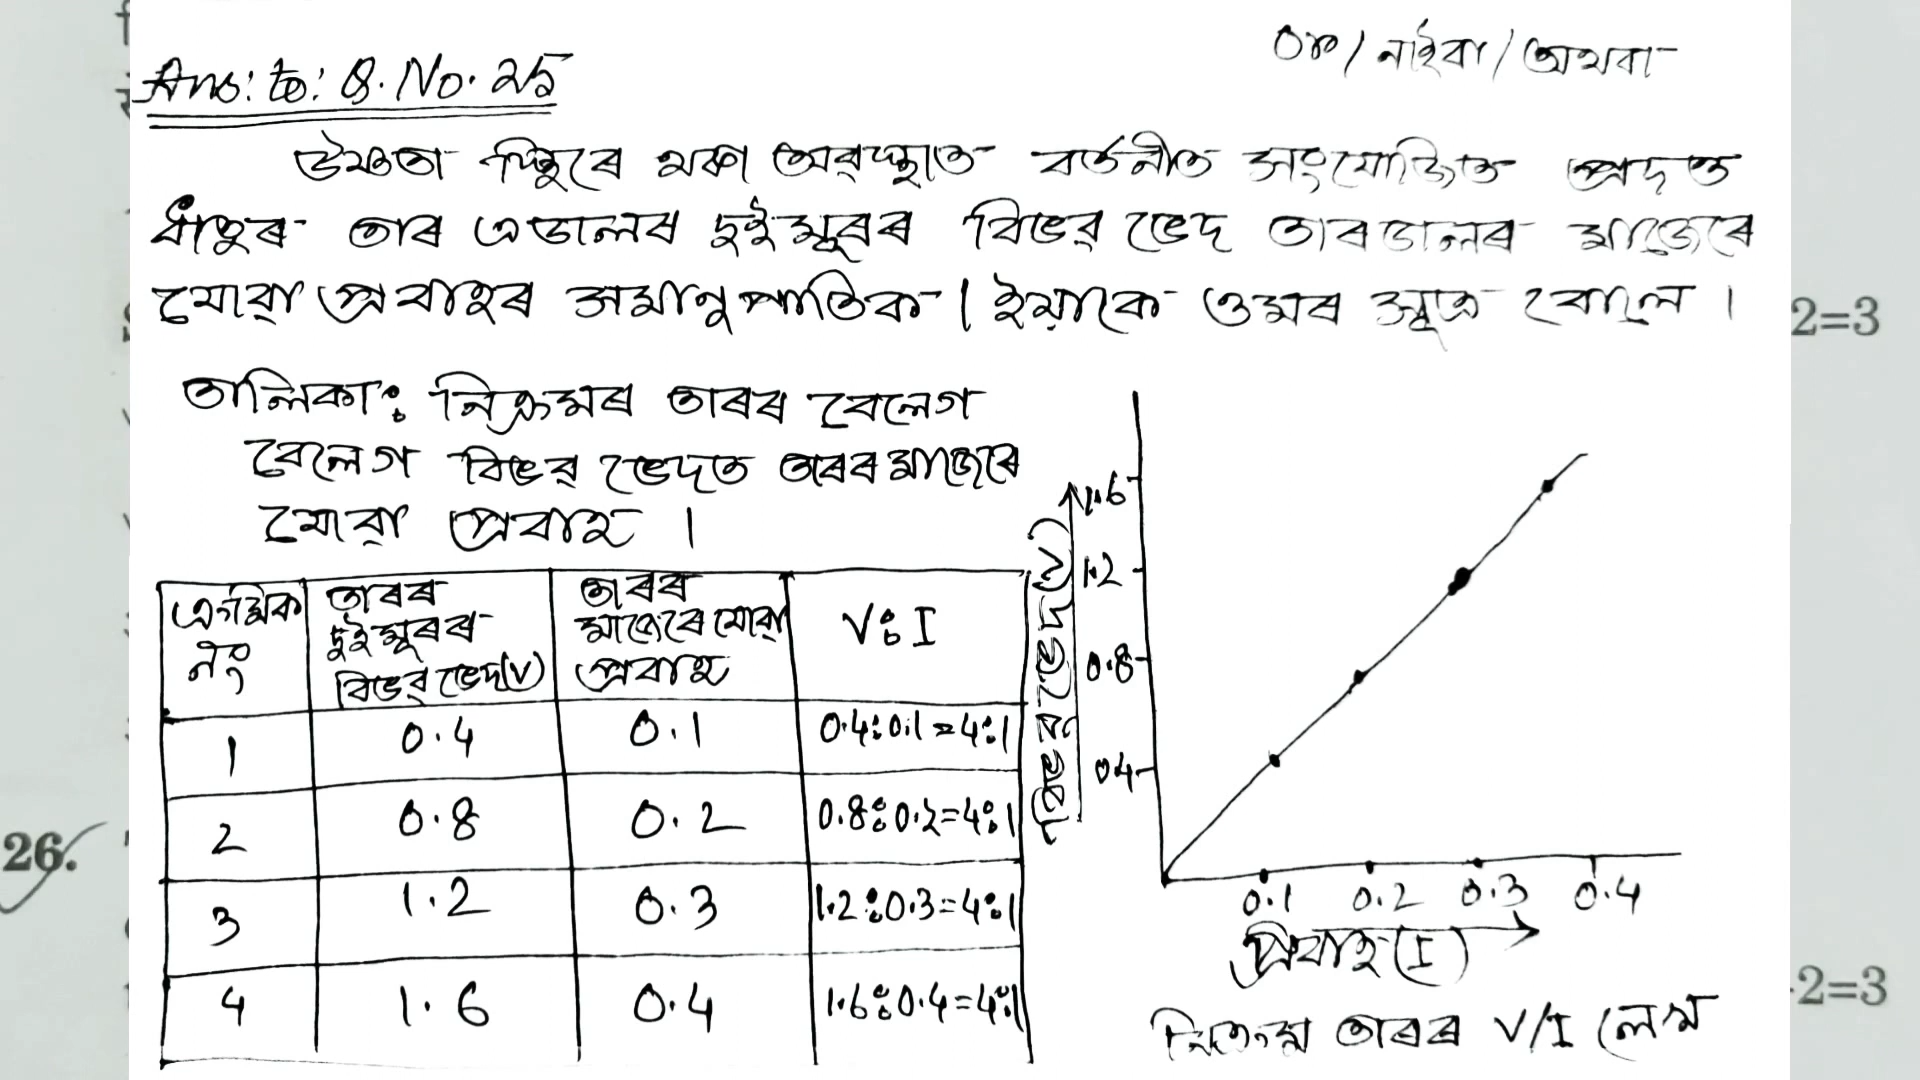 Or/নাইবা/অথবা
Ans: to: Q. No. 25
উষ্ণতা স্থিৰে থকা অৱস্থাত বৰ্তনীত সংযোজিত প্ৰদত্ত
ধাতুৰ তাৰ এডালৰ দুইমূৰৰ বিভৱ ভেদ তাৰডালৰ মাজেৰে
যোৱা প্ৰবাহৰ সমানুপাতিক। ইয়াকে ওমৰ সূত্ৰ বোলে।
2=3
তালিকা: নিক্ৰমৰ তাৰৰ বেলেগ
বেলেগ বিভৱ ভেদত তাৰৰ মাজেৰে
যোৱা প্ৰবাহ।
ক্ৰমিক নং
তাৰৰ দুইমূৰৰ বিভৱ ভেদ(V)
তাৰৰ মাজেৰে যোৱা প্ৰবাহ
V:I
1 0.4 0.1 0.4:0.1=4:1
2 0.8 0.2 0.8:0.2=4:1
3 1.2 0.3 1.2:0.3=4:1
4 1.6 0.4 1.6:0.4=4:1
বিভৱ ভেদ(V)
1.6
1.2
0.8
0.4
0.1 0.2 0.3 0.4
প্ৰবাহ(I)
নিক্ৰম তাৰৰ V/I লেখ
26.
-2=3